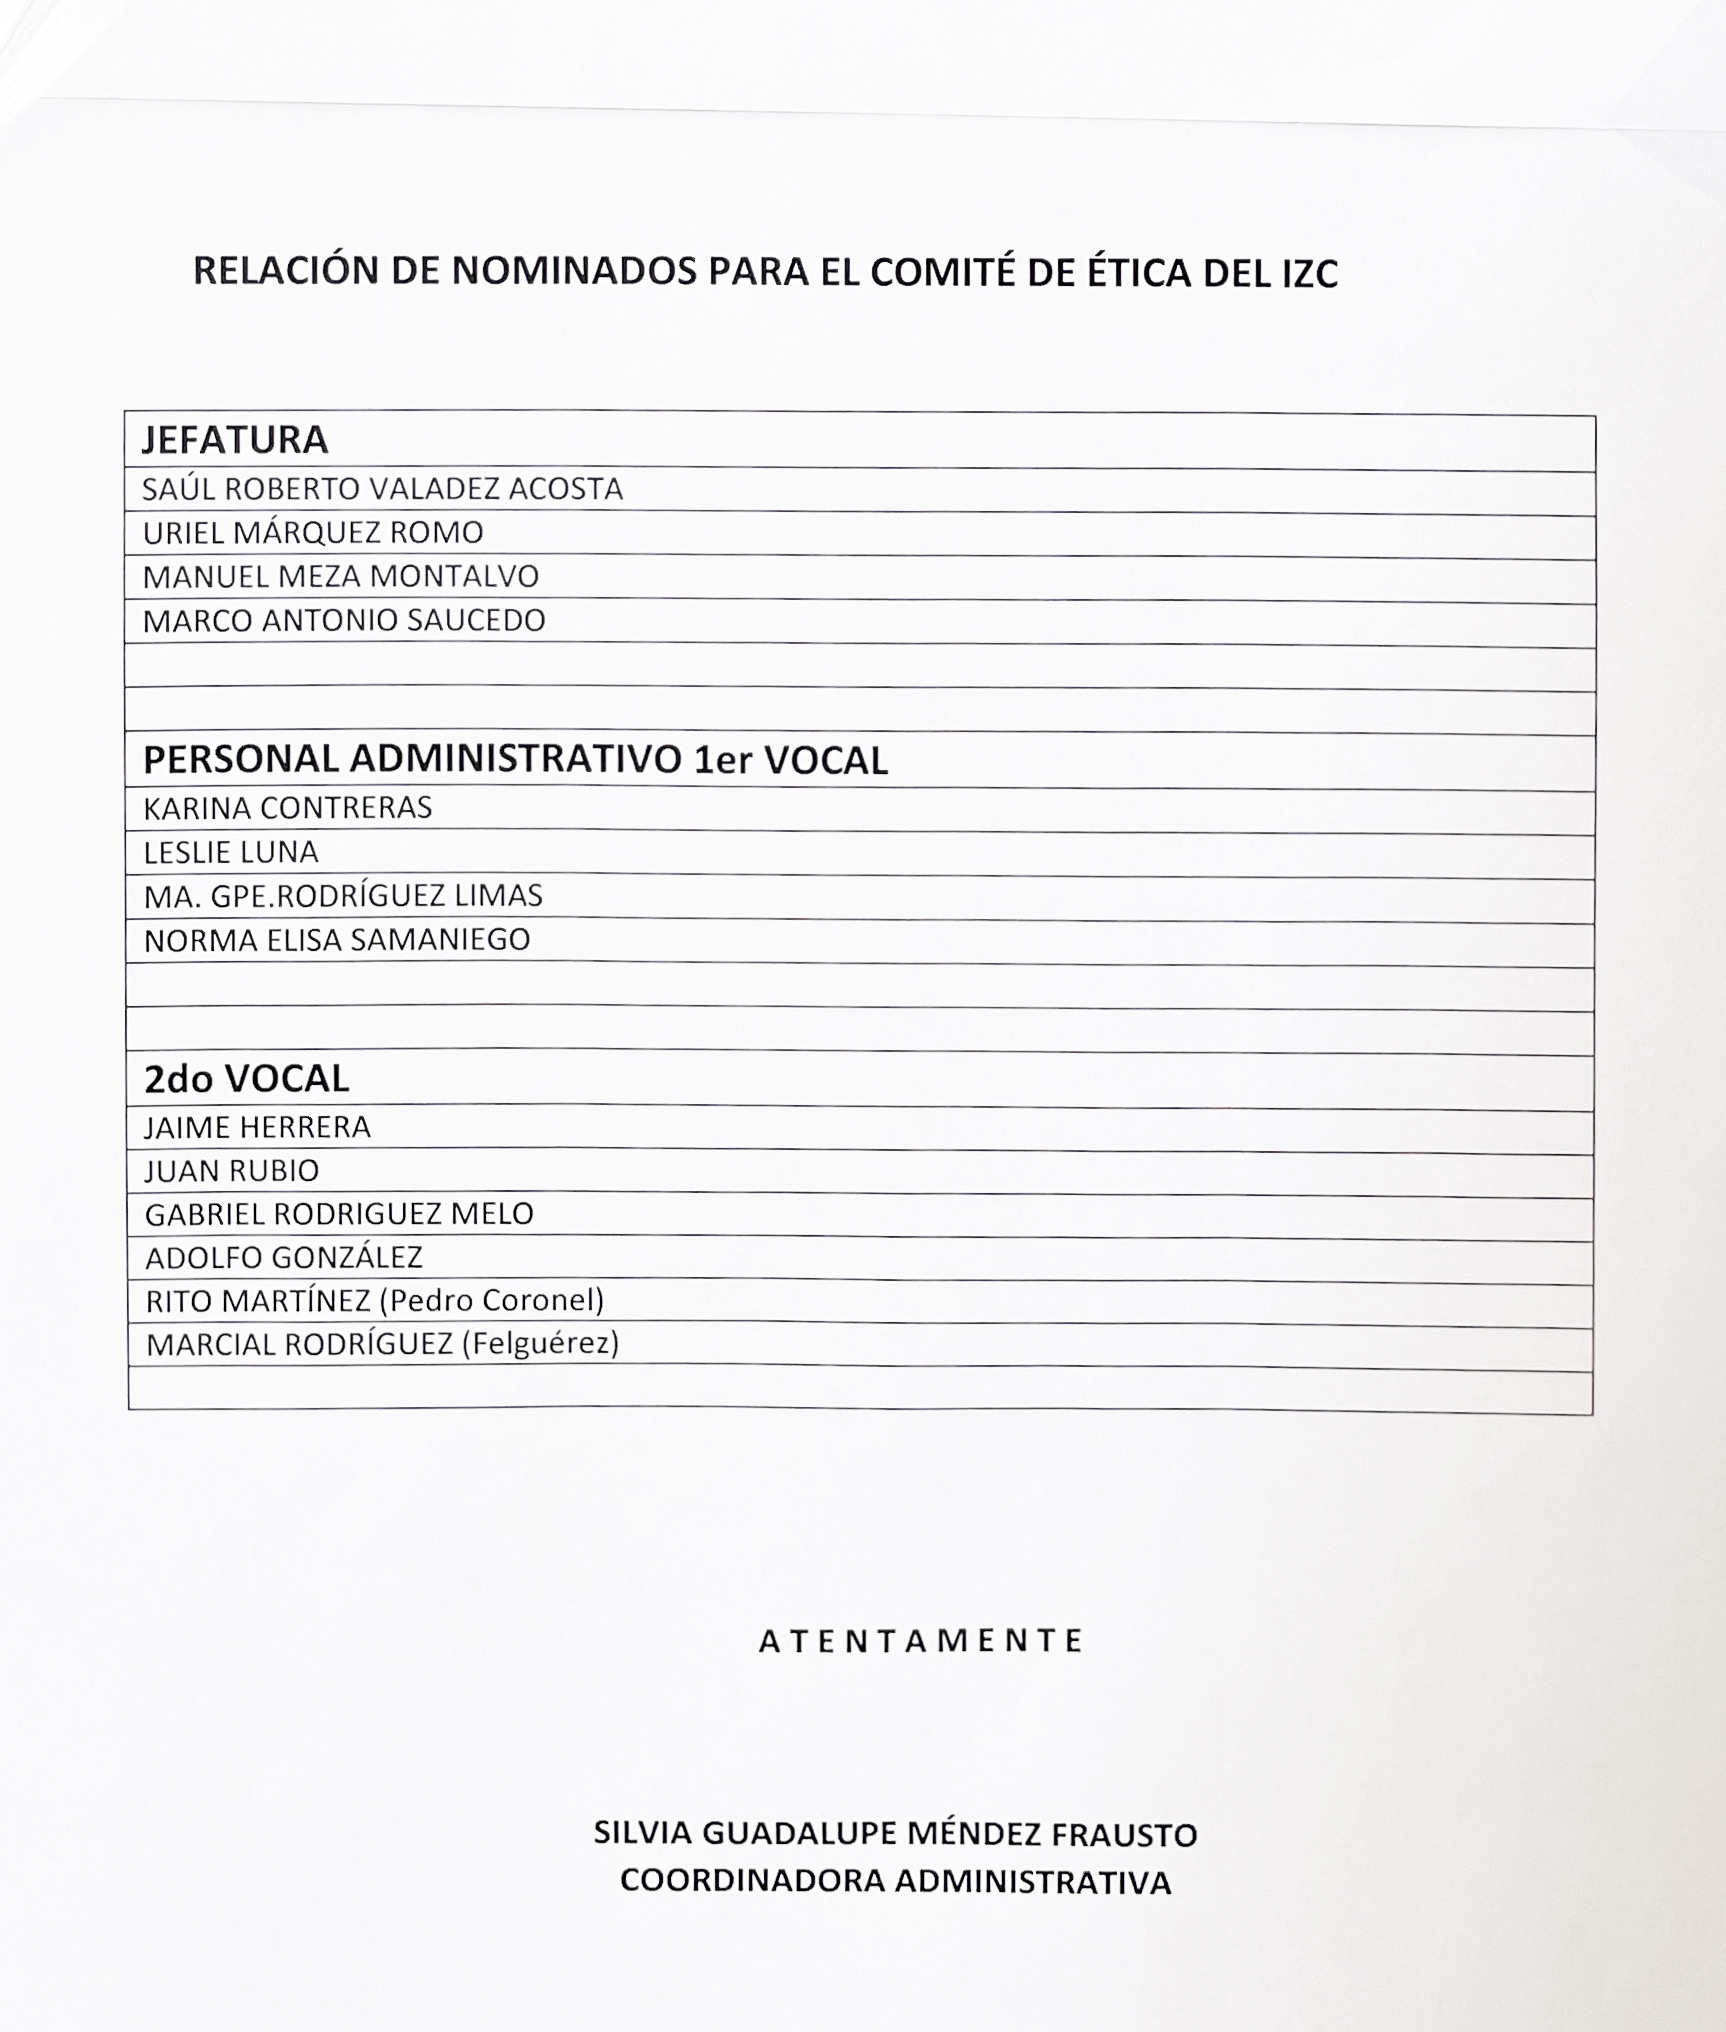 RELACIÓN DE NOMINADOS PARA EL COMITÉ DE ÉTICA DEL IZC
JEFATURA
SAÚL ROBERTO VALADEZ ACOSTA
URIEL MÁRQUEZ ROMO
MANUEL MEZA MONTALVO
MARCO ANTONIO SAUCEDO
PERSONAL ADMINISTRATIVO 1er VOCAL
KARINA CONTRERAS
LESLIE LUNA
MA. GPE.RODRÍGUEZ LIMAS
NORMA ELISA SAMANIEGO
2do VOCAL
JAIME HERRERA
JUAN RUBIO
GABRIEL RODRIGUEZ MELO
ADOLFO GONZÁLEZ
RITO MARTÍNEZ (Pedro Coronel)
MARCIAL RODRÍGUEZ (Felguérez)
A T E N T A M E N T E
SILVIA GUADALUPE MÉNDEZ FRAUSTO
COORDINADORA ADMINISTRATIVA